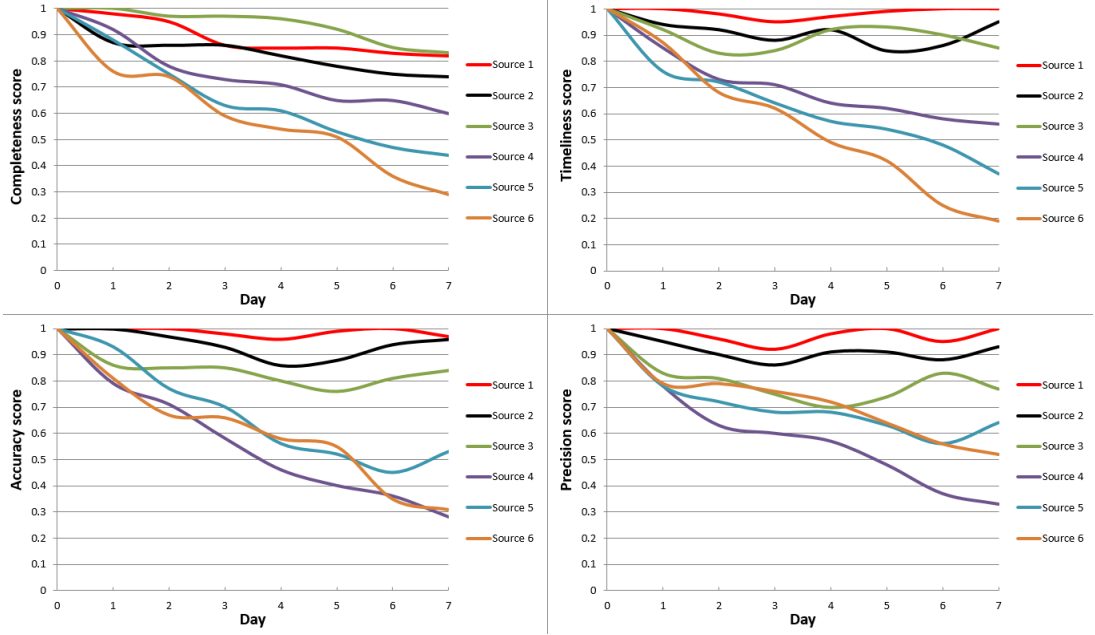 Completeness score
1
0.9
0.8
0.7
0.6
0.5
0.4
0.3
0.2
0.1
0
0 1 2 3 4 5 6 7
Day
Source 1
Source 2
Source 3
Source 4
Source 5
Source 6
Timeliness score
1
0.9
0.8
0.7
0.6
0.5
0.4
0.3
0.2
0.1
0
0 1 2 3 4 5 6 7
Day
Source 1
Source 2
Source 3
Source 4
Source 5
Source 6
Accuracy score
1
0.9
0.8
0.7
0.6
0.5
0.4
0.3
0.2
0.1
0
0 1 2 3 4 5 6 7
Day
Source 1
Source 2
Source 3
Source 4
Source 5
Source 6
Precision score
1
0.9
0.8
0.7
0.6
0.5
0.4
0.3
0.2
0.1
0
0 1 2 3 4 5 6 7
Day
Source 1
Source 2
Source 3
Source 4
Source 5
Source 6